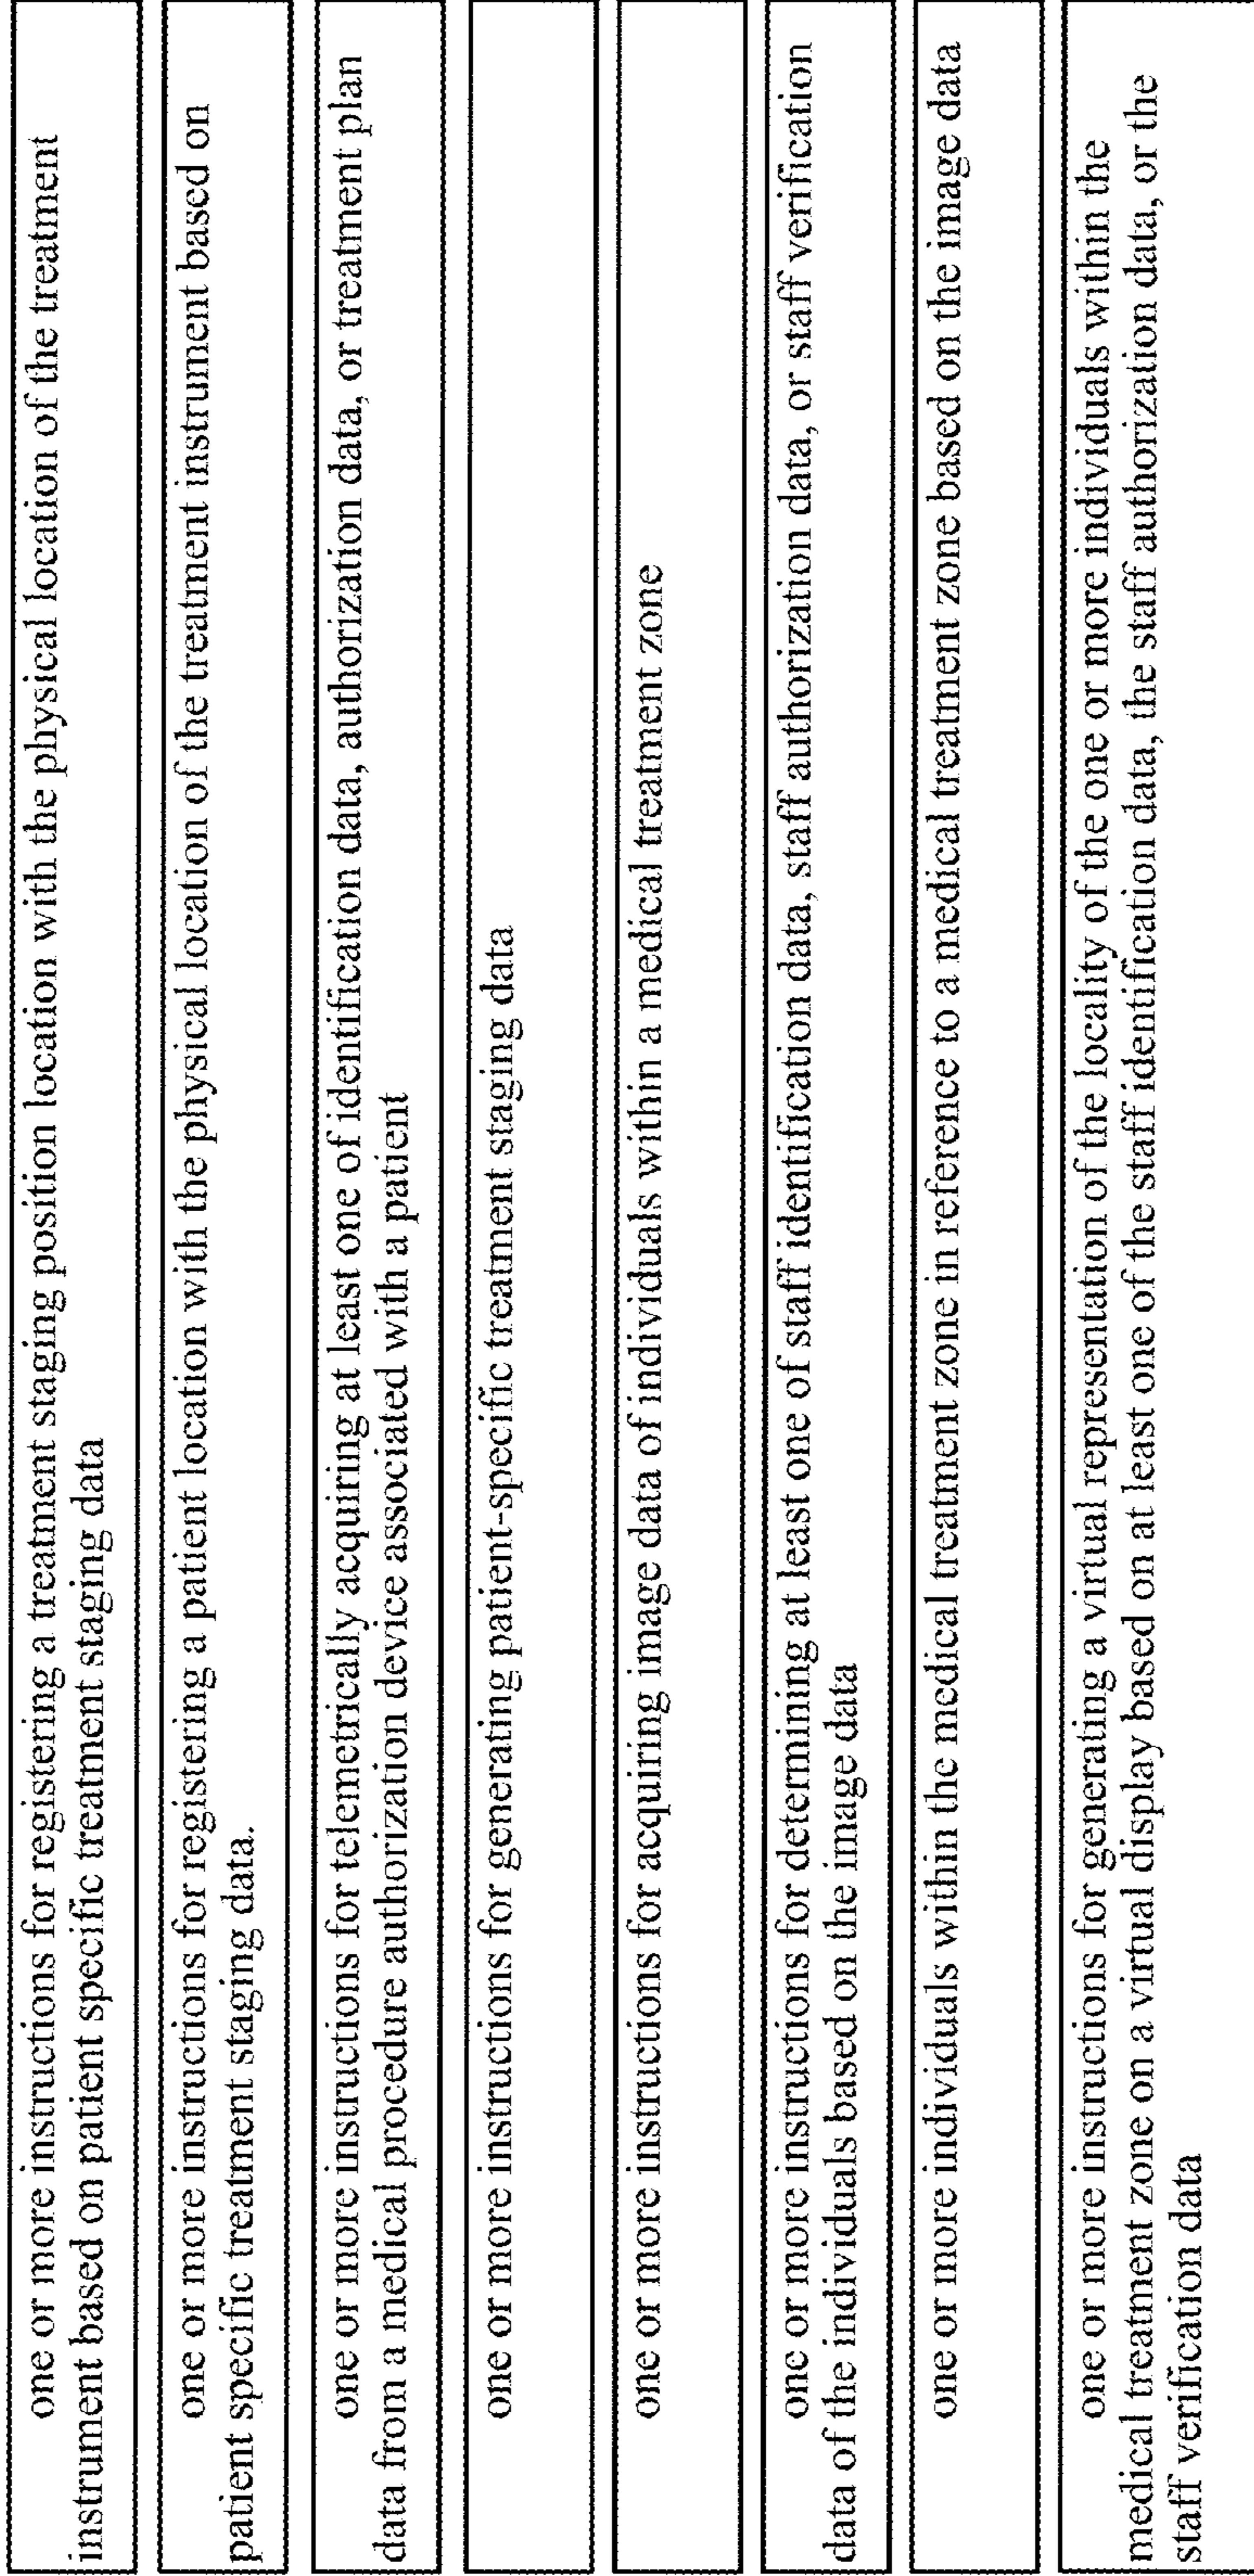 one or more instructions for registering a treatment staging position location with the physical location of the treatment
instrument based on patient specific treatment staging data
one or more instructions for registering a patient location with the physical location of the treatment instrument based on
patient specific treatment staging data.
one or more instructions for telemetrically acquiring at least one of identification data, authorization data, or treatment plan
data from a medical procedure authorization device associated with a patient
one or more instructions for generating patient-specific treatment staging data
one or more instructions for acquiring image data of individuals within a medical treatment zone
one or more instructions for determining at least one of staff identification data, staff authorization data, or staff verification
data of the individuals based on the image data
one or more individuals within the medical treatment zone in reference to a medical treatment zone based on the image data
one or more instructions for generating a virtual representation of the locality of the one or more individuals within the
medical treatment zone on a virtual display based on at least one of the staff identification data, the staff authorization data, or the
staff verification data